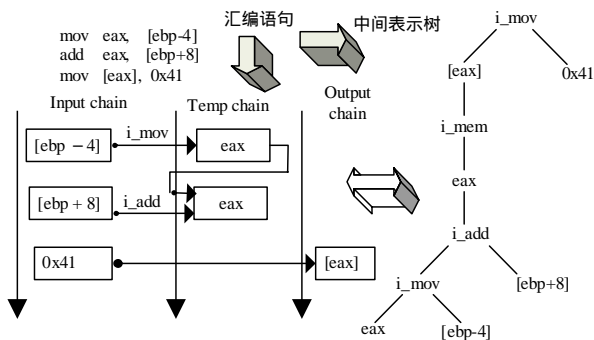 汇编语句
中间表示树
mov eax, [ebp-4]
add eax, [ebp+8]
mov [eax], 0x41
Input chain
Temp chain
Output chain
[ebp − 4]
i_mov
eax
[ebp + 8]
i_add
eax
0x41
[eax]
i_mov
[eax]
0x41
i_mem
eax
i_add
i_mov
[ebp+8]
eax
[ebp-4]